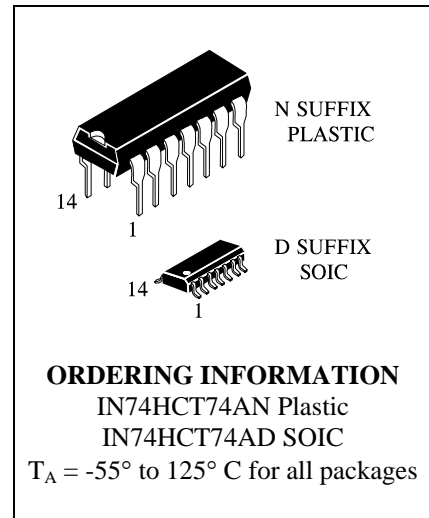 N SUFFIX
PLASTIC
14
1
D SUFFIX
SOIC
14
1
ORDERING INFORMATION
IN74HCT74AN Plastic
IN74HCT74AD SOIC
T_A = -55° to 125° C for all packages